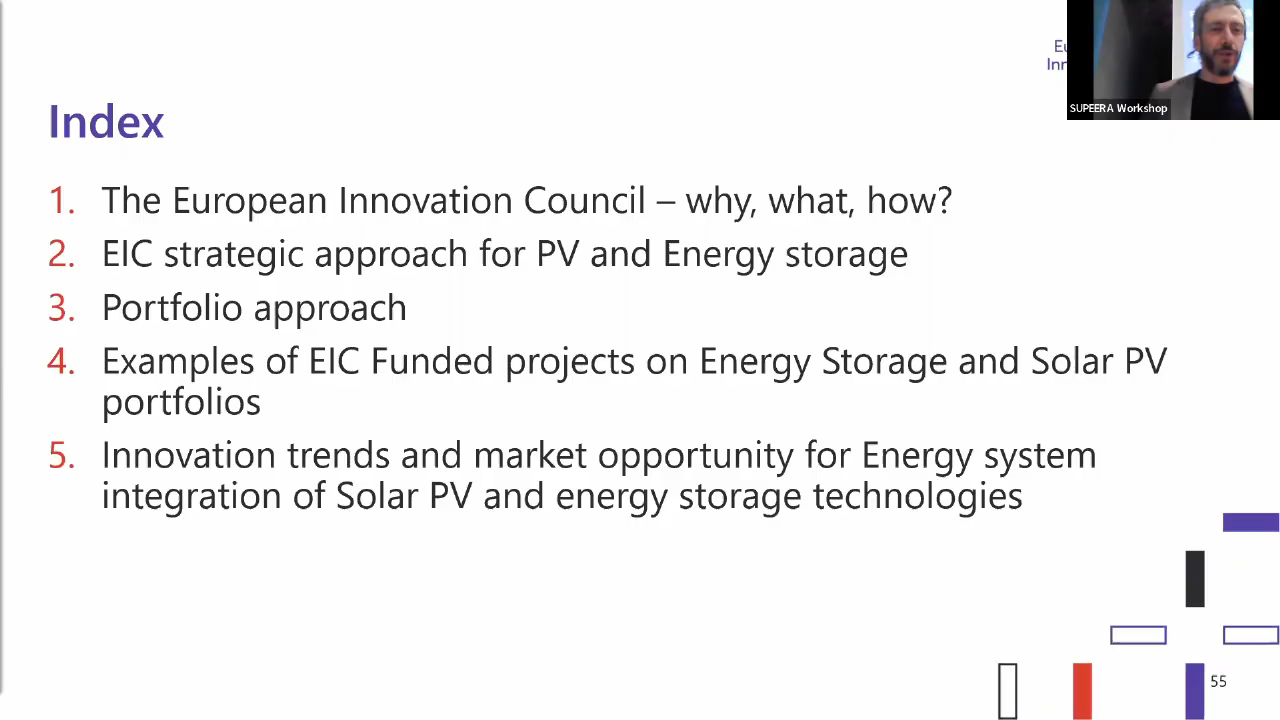 Eu
Inn
SUPEERA Workshop
Index
1. The European Innovation Council – why, what, how?
2. EIC strategic approach for PV and Energy storage
3. Portfolio approach
4. Examples of EIC Funded projects on Energy Storage and Solar PV
portfolios
5. Innovation trends and market opportunity for Energy system
integration of Solar PV and energy storage technologies
55